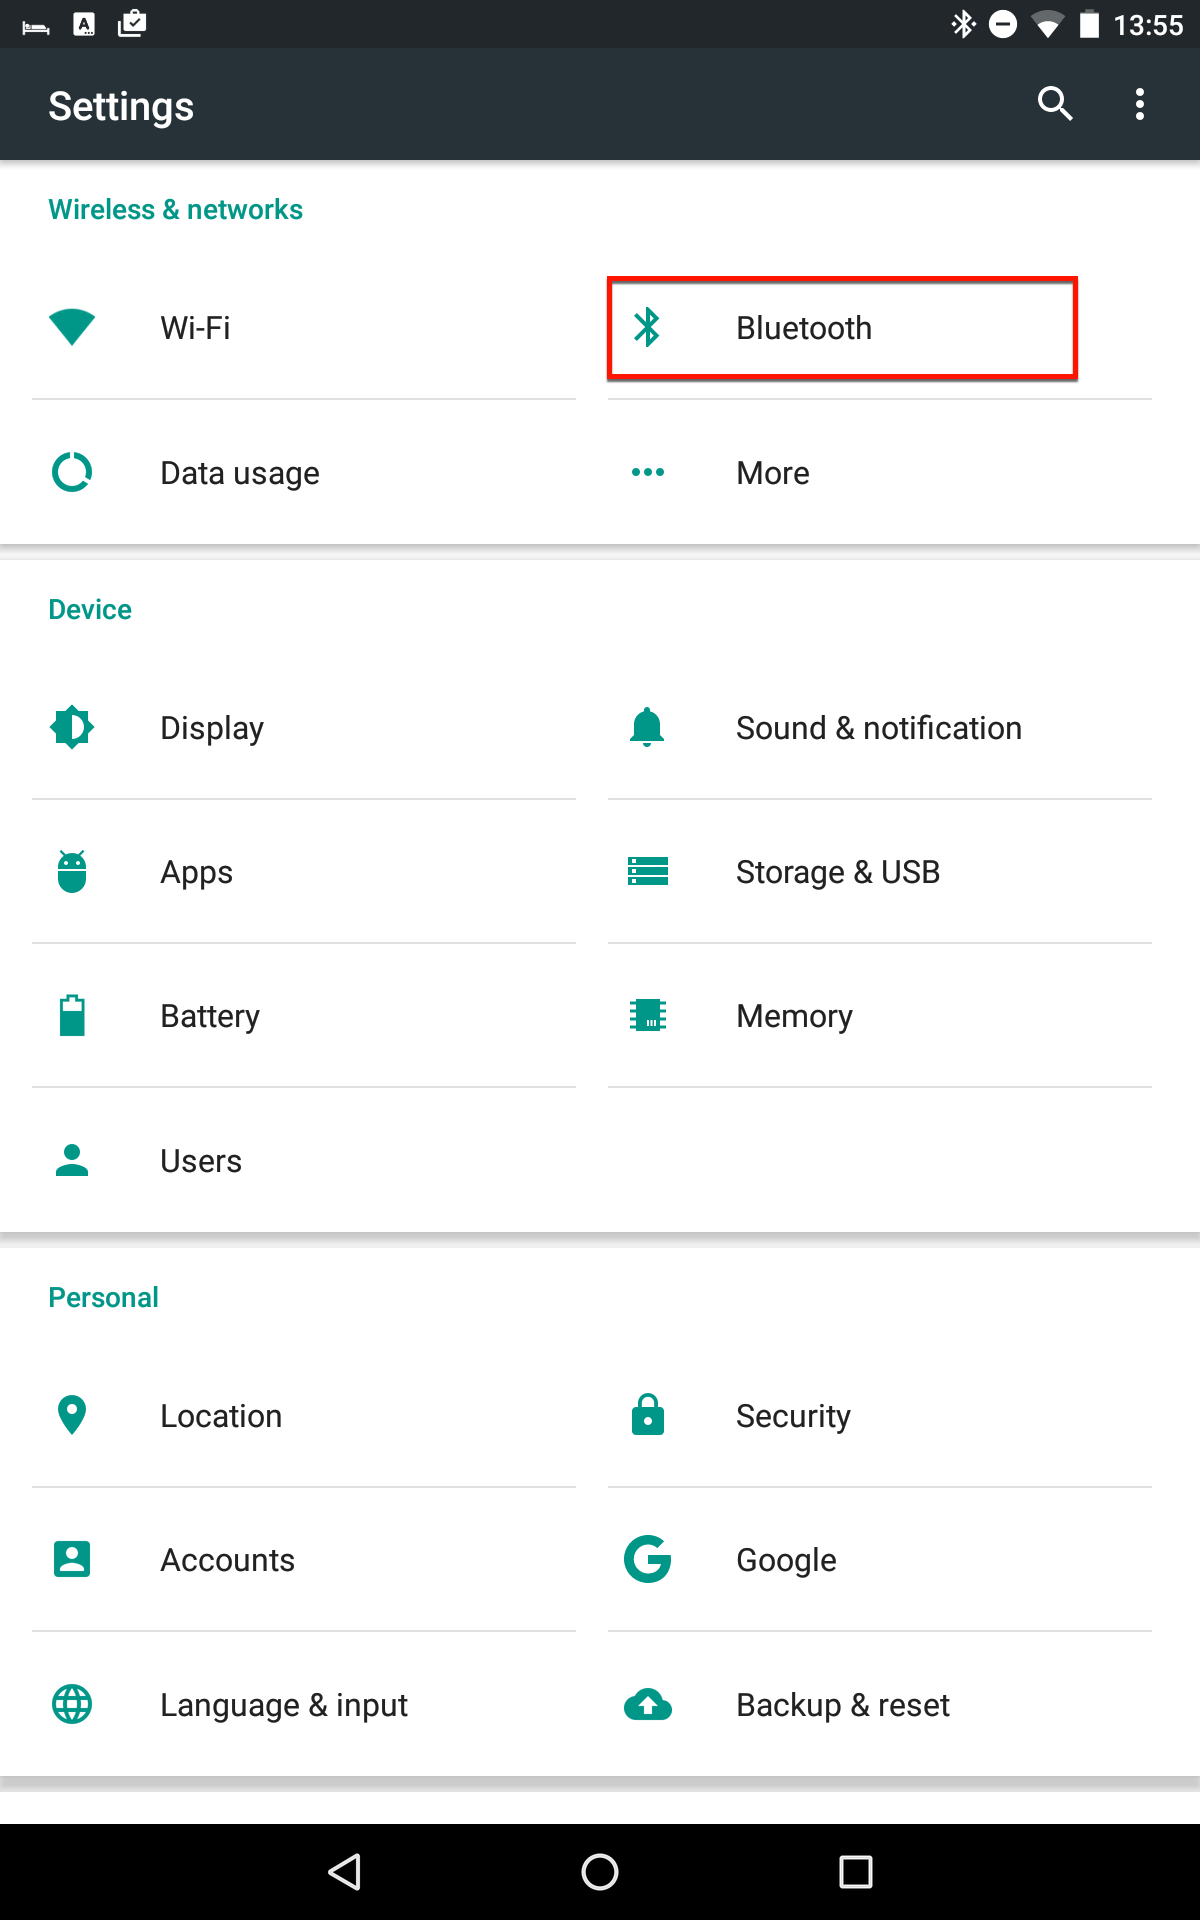 13:55
Settings
Wireless & networks
Wi-Fi
Bluetooth
Data usage
More
Device
Display
Sound & notification
Apps
Storage & USB
Battery
Memory
Users
Personal
Location
Security
Accounts
Google
Language & input
Backup & reset